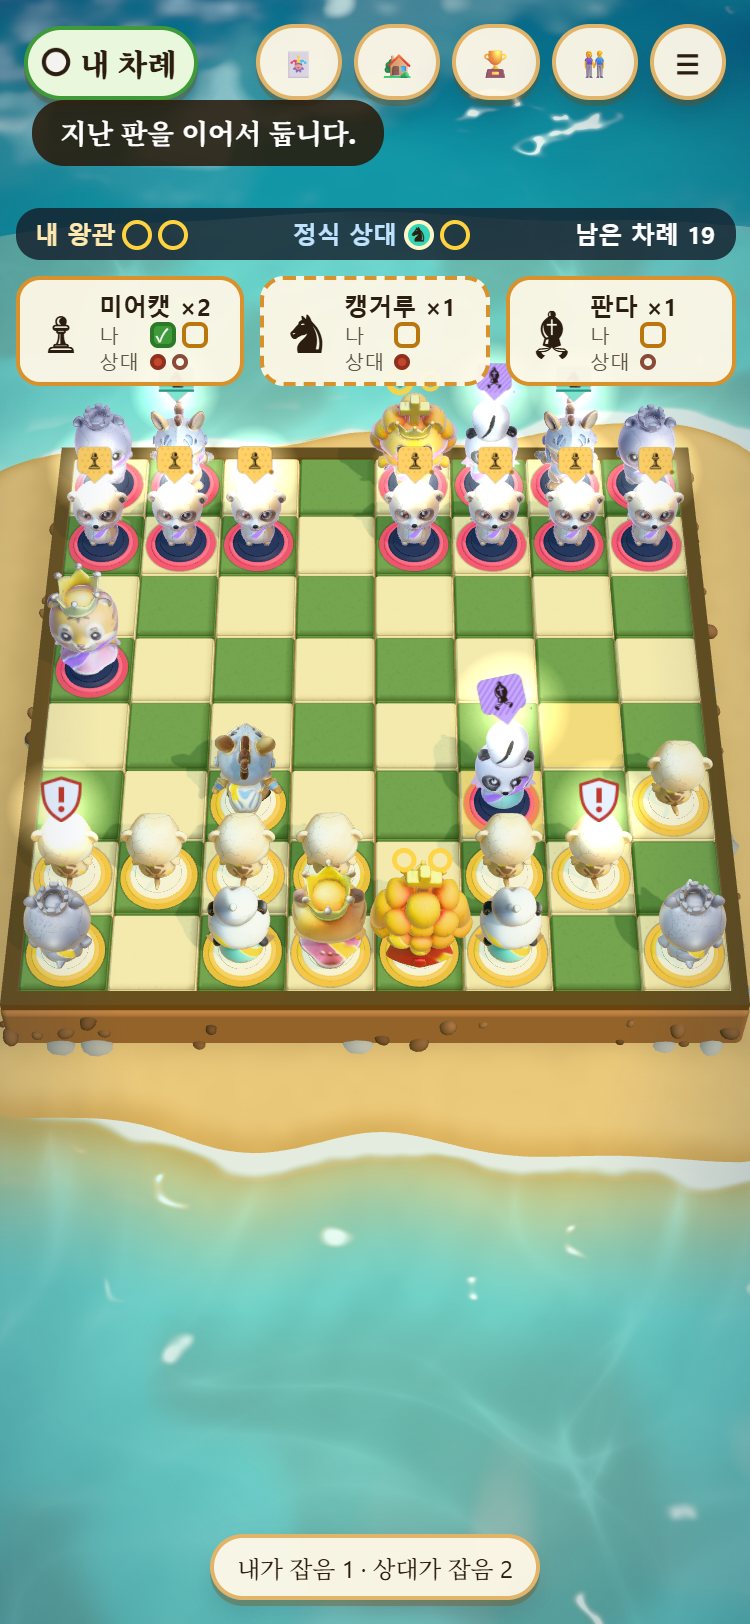 내 차례
지난 판을 이어서 둡니다.
내 왕관 정식 상대 남은 차례 19
미어캣 ×2
나
상대
캥거루 ×1
나
상대
판다 ×1
나
상대
내가 잡음 1 · 상대가 잡음 2